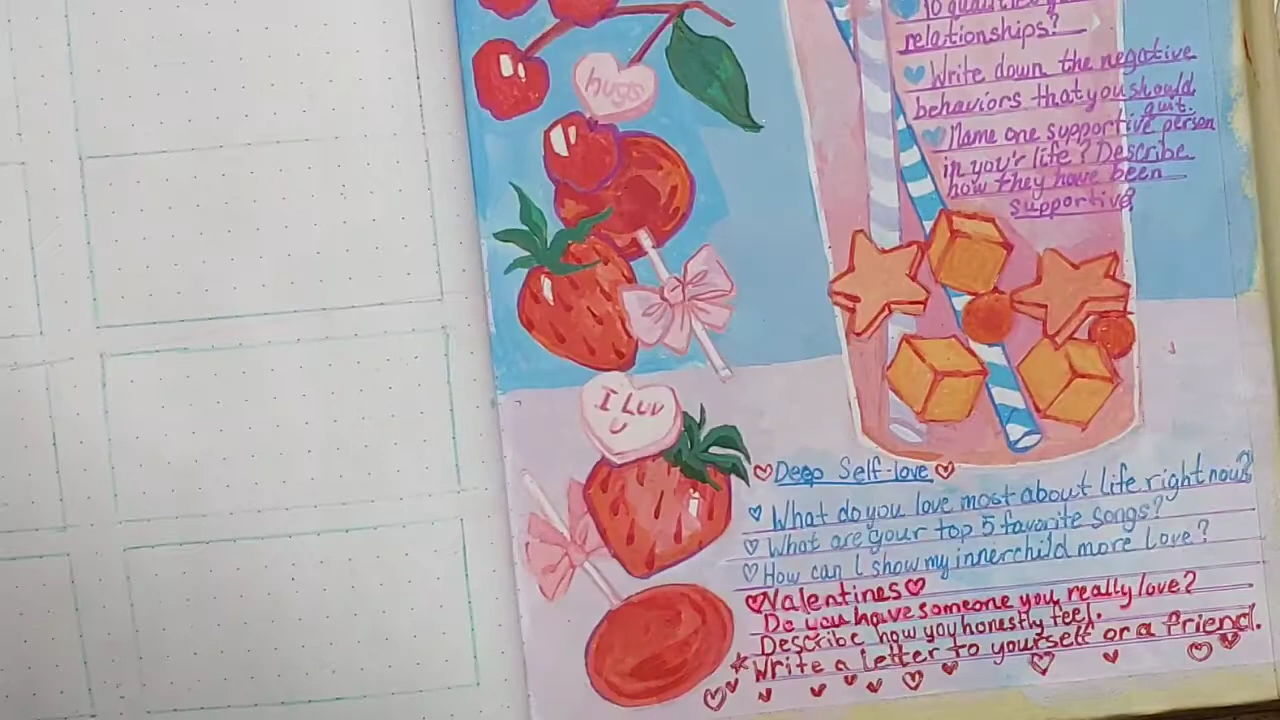 relationships?
Write down the negative
behaviors that you should
quit.
Name one supportive person
in you'r life? Describe
how they have been
supportive?
hugs
I Luv
U
Deep Self-love
What do you love most about life right now?
What are your top 5 favorite songs?
How can I show my innerchild more love?
Valentines
Do you have someone you really love?
Describe how you honestly feel.
Write a letter to yourself or a friend.